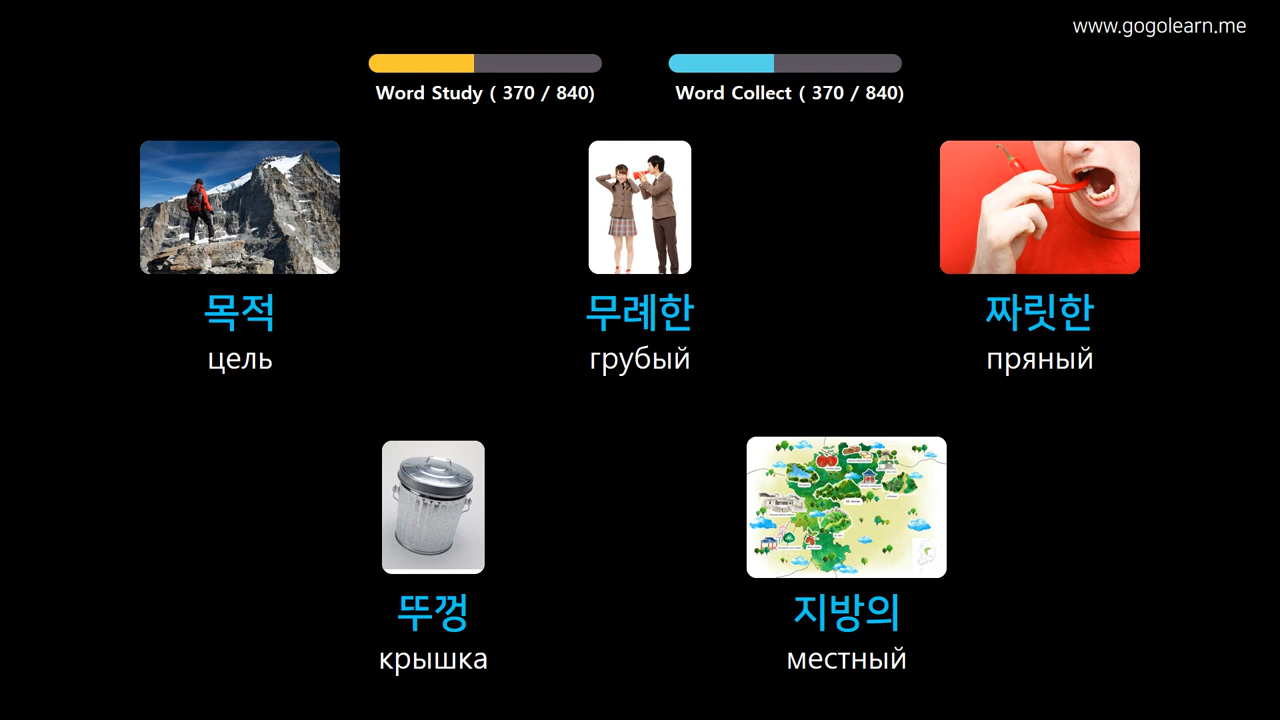 www.gogolearn.me
Word Study ( 370 / 840)
Word Collect ( 370 / 840)
목적
цель
무례한
грубый
짜릿한
пряный
뚜껑
крышка
지방의
местный